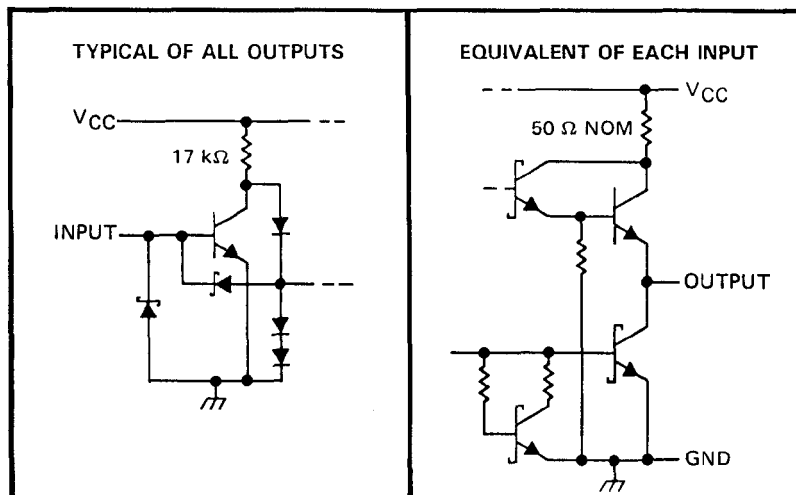 TYPICAL OF ALL OUTPUTS
VCC
17 kΩ
INPUT
EQUIVALENT OF EACH INPUT
VCC
50 Ω NOM
OUTPUT
GND